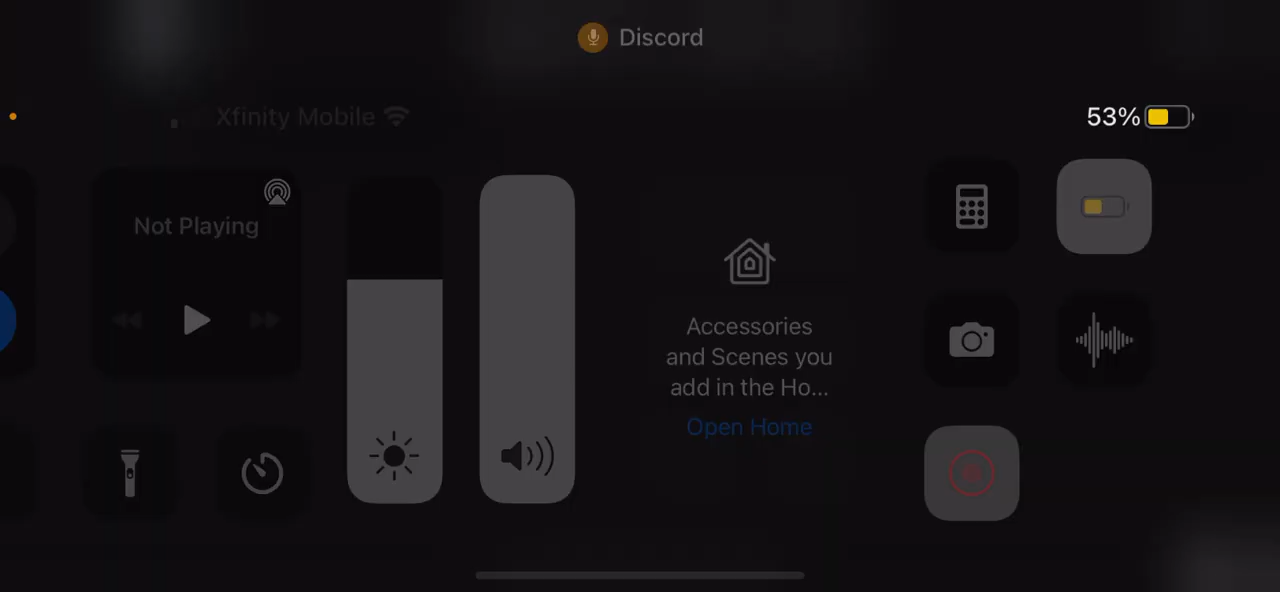 Discord
Xfinity Mobile
53%
Not Playing
Accessories
and Scenes you
add in the Ho...
Open Home